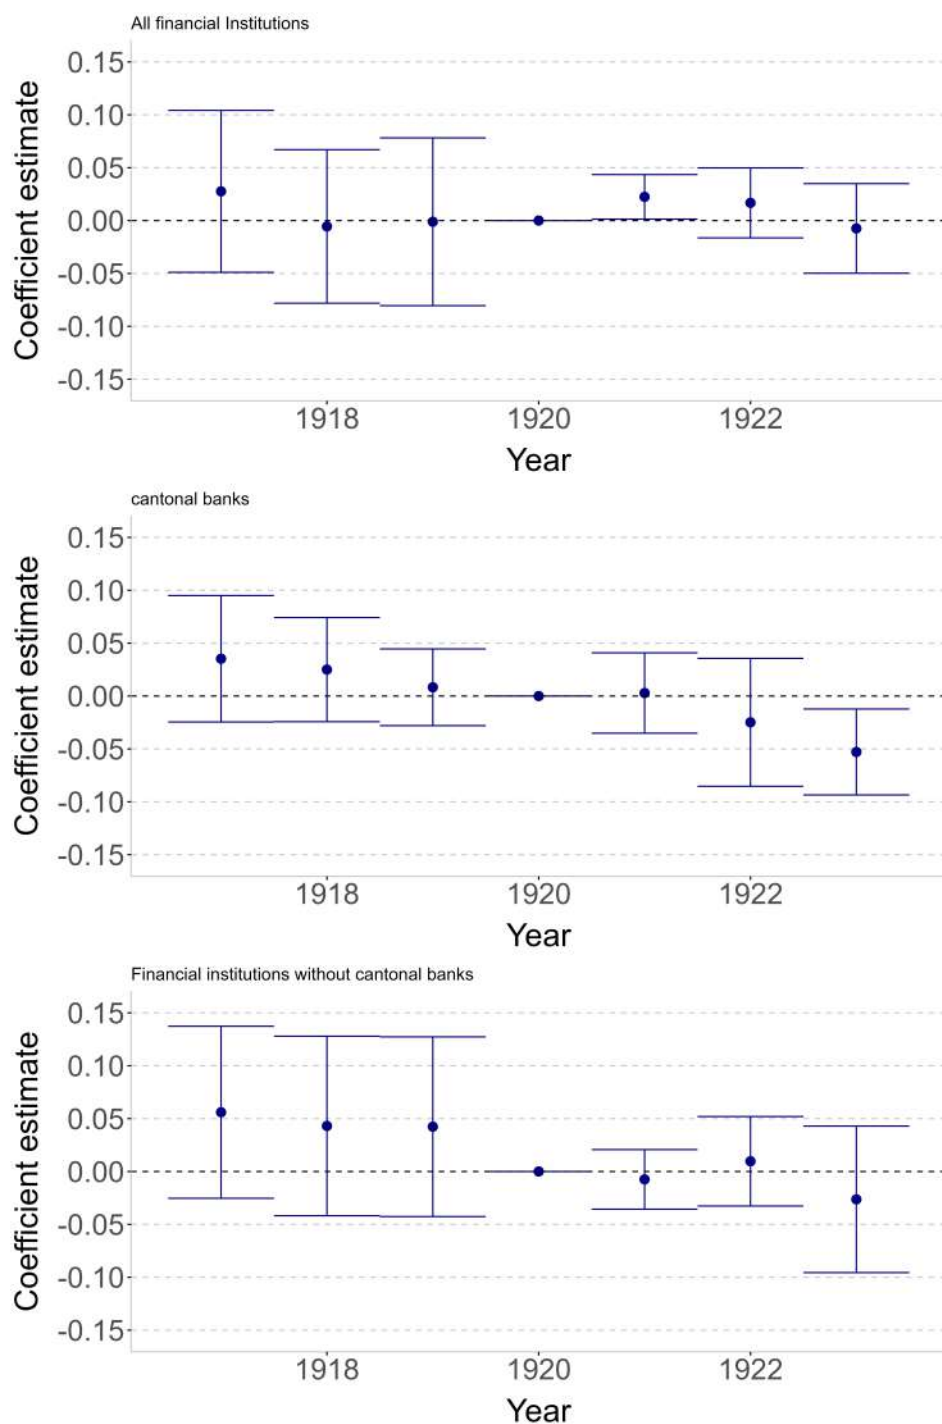 All financial Institutions
0.15
0.10
0.05
0.00
-0.05
-0.10
-0.15
Coefficient estimate
1918 1920 1922
Year
cantonal banks
0.15
0.10
0.05
0.00
-0.05
-0.10
-0.15
Coefficient estimate
1918 1920 1922
Year
Financial institutions without cantonal banks
0.15
0.10
0.05
0.00
-0.05
-0.10
-0.15
Coefficient estimate
1918 1920 1922
Year